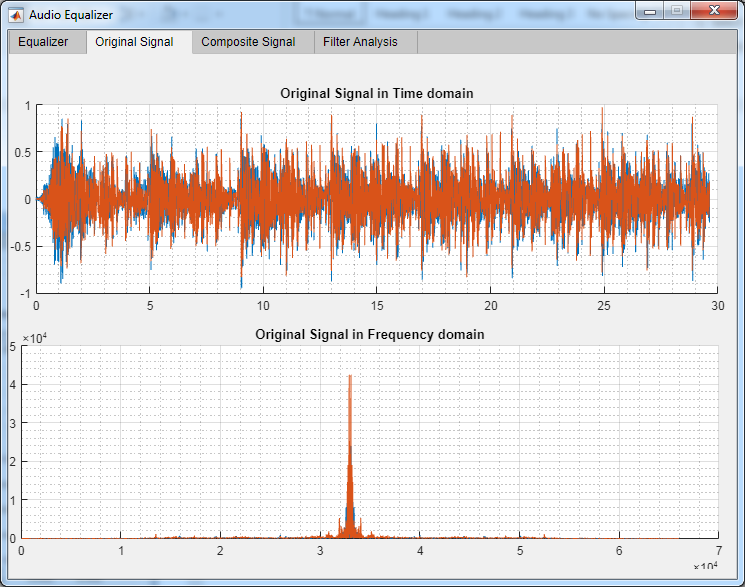 Audio Equalizer
Equalizer Original Signal Composite Signal Filter Analysis
Original Signal in Time domain
1
0.5
0
-0.5
-1
0 5 10 15 20 25 30
Original Signal in Frequency domain
×10⁴
5
4
3
2
1
0
0 1 2 3 4 5 6 7
×10⁴